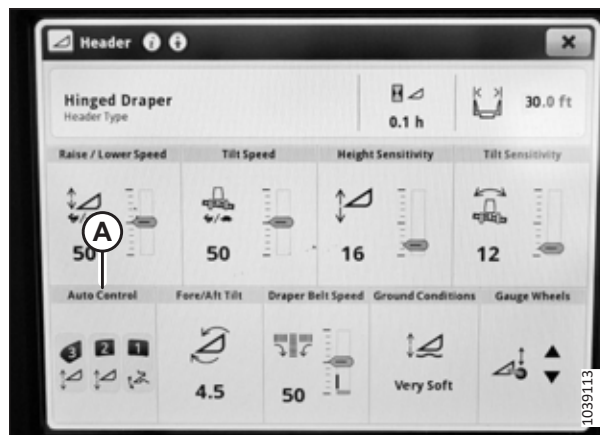 Header
Hinged Draper
Header Type
0.1 h
30.0 ft
Raise / Lower Speed
Tilt Speed
Height Sensitivity
Tilt Sensitivity
50
50
16
12
A
Auto Control
Fore/Aft Tilt
Draper Belt Speed
Ground Conditions
Gauge Wheels
3 2 1
4.5
50
Very Soft
1039113